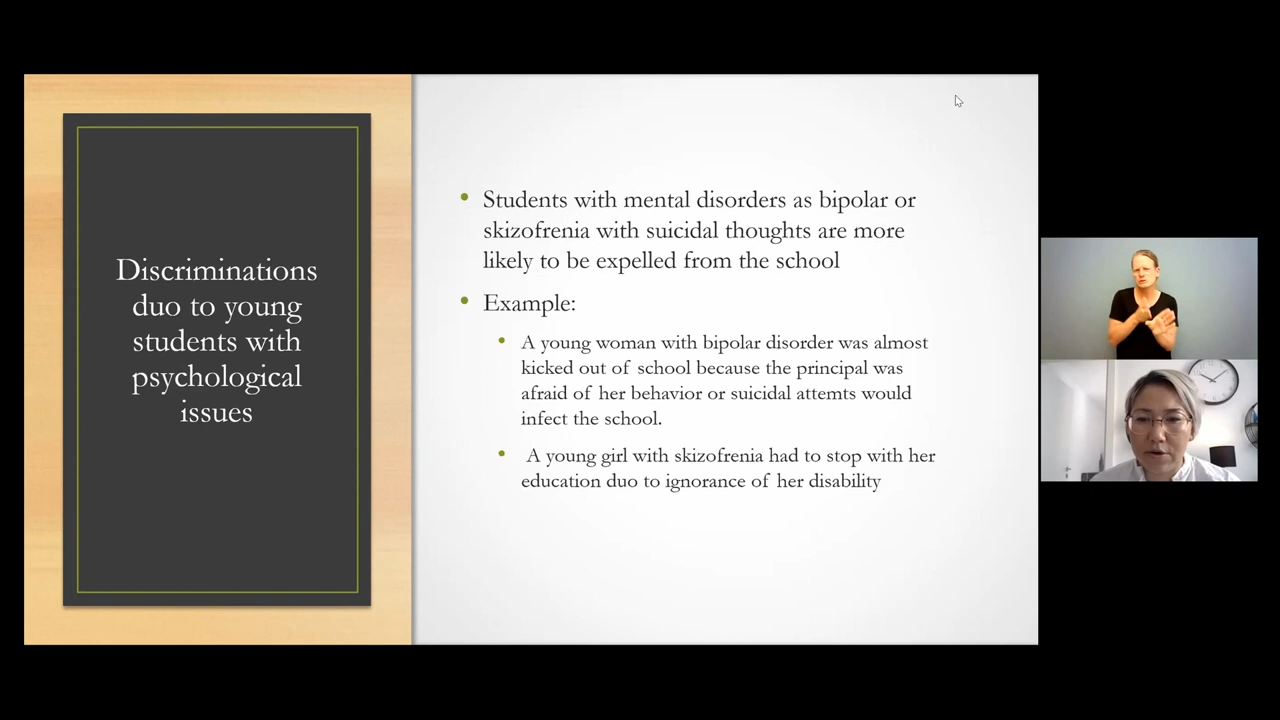 Discriminations
duo to young
students with
psychological
issues
• Students with mental disorders as bipolar or
skizofrenia with suicidal thoughts are more
likely to be expelled from the school
• Example:
• A young woman with bipolar disorder was almost
kicked out of school because the principal was
afraid of her behavior or suicidal attemts would
infect the school.
• A young girl with skizofrenia had to stop with her
education duo to ignorance of her disability